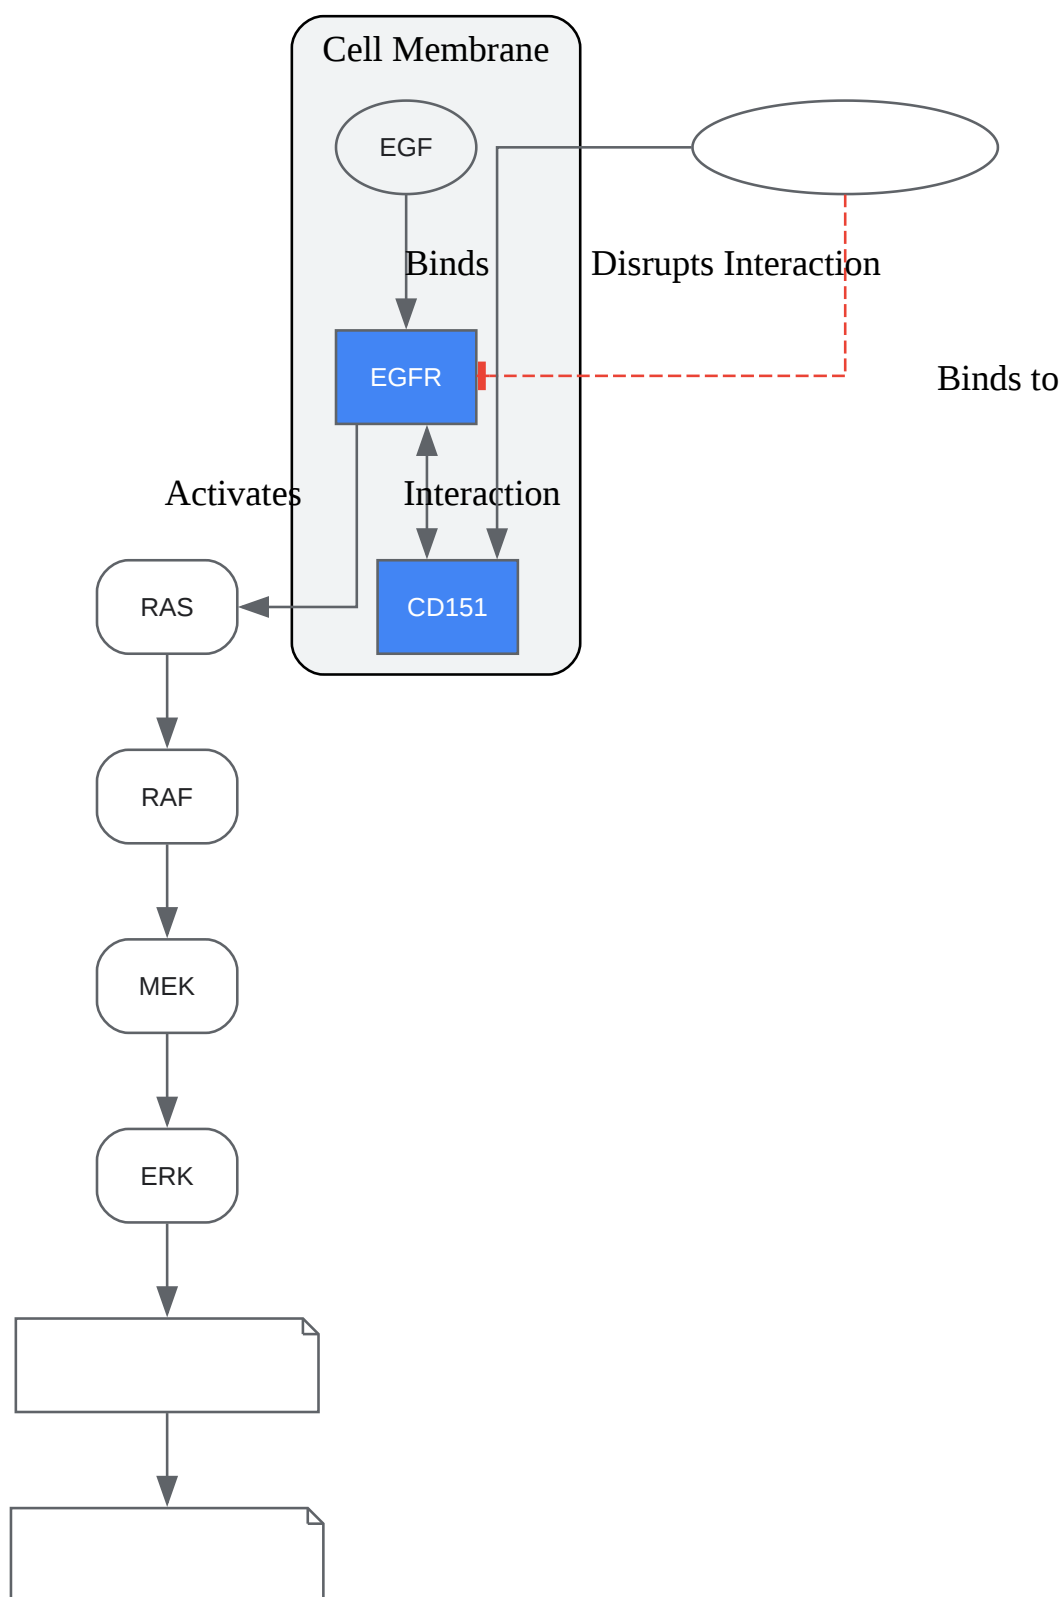 Cell Membrane
EGF
Binds
Disrupts Interaction
EGFR
Binds to
Activates
Interaction
RAS
CD151
RAF
MEK
ERK